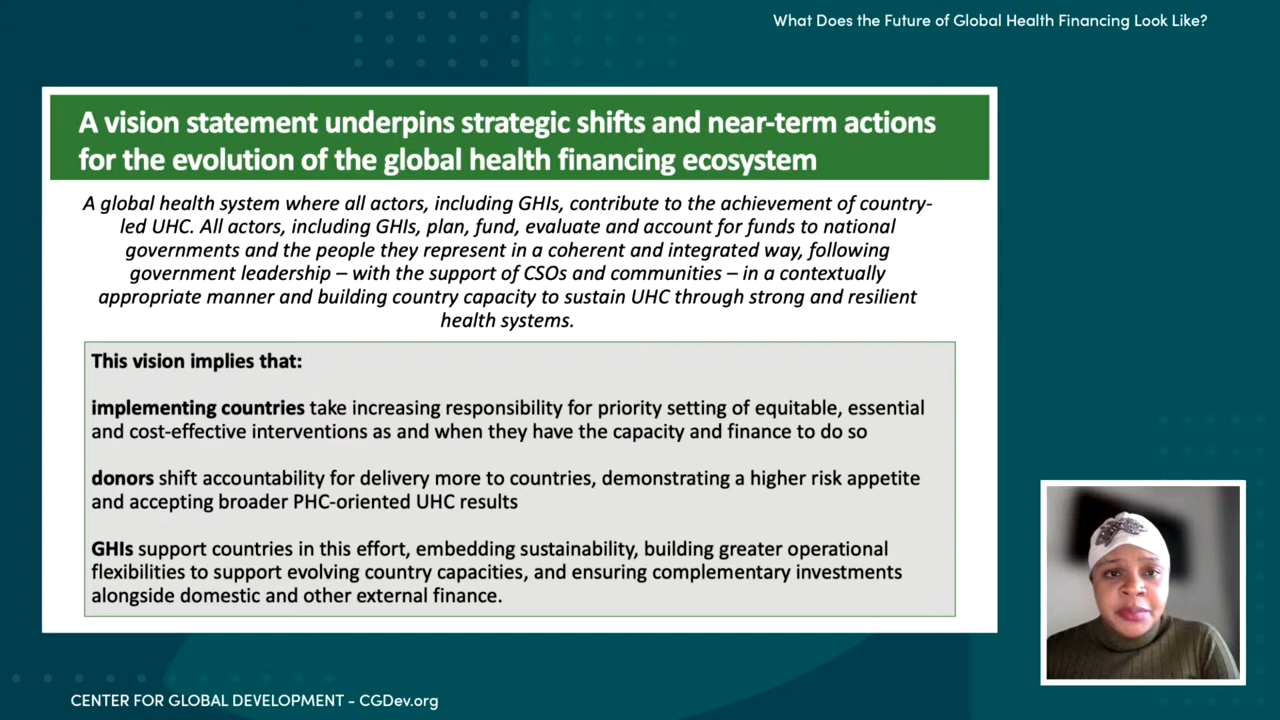 What Does the Future of Global Health Financing Look Like?
A vision statement underpins strategic shifts and near-term actions
for the evolution of the global health financing ecosystem
A global health system where all actors, including GHIs, contribute to the achievement of country-
led UHC. All actors, including GHIs, plan, fund, evaluate and account for funds to national
governments and the people they represent in a coherent and integrated way, following
government leadership – with the support of CSOs and communities – in a contextually
appropriate manner and building country capacity to sustain UHC through strong and resilient
health systems.
This vision implies that:
implementing countries take increasing responsibility for priority setting of equitable, essential
and cost-effective interventions as and when they have the capacity and finance to do so
donors shift accountability for delivery more to countries, demonstrating a higher risk appetite
and accepting broader PHC-oriented UHC results
GHIs support countries in this effort, embedding sustainability, building greater operational
flexibilities to support evolving country capacities, and ensuring complementary investments
alongside domestic and other external finance.
CENTER FOR GLOBAL DEVELOPMENT - CGDev.org